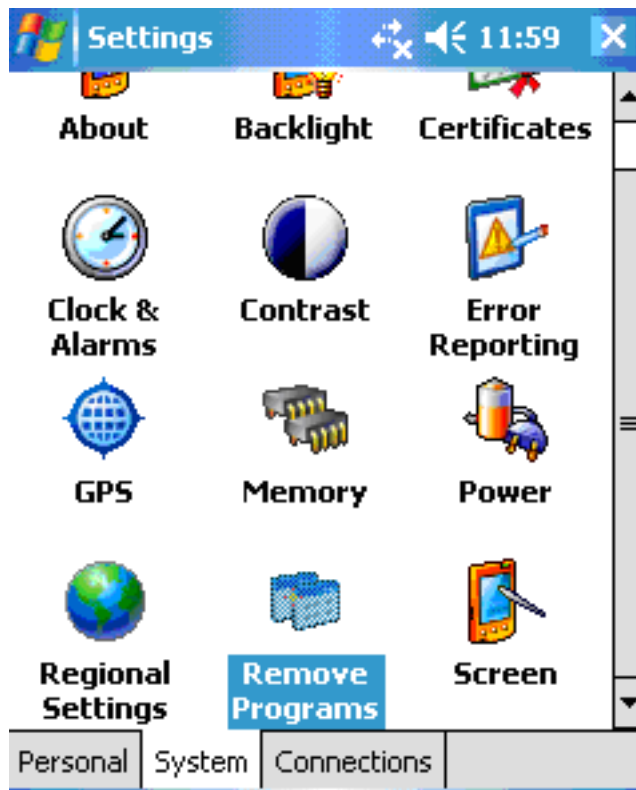 Settings 11:59
About Backlight Certificates
Clock & Contrast Error
Alarms Reporting
GPS Memory Power
Regional Remove Screen
Settings Programs
Personal System Connections